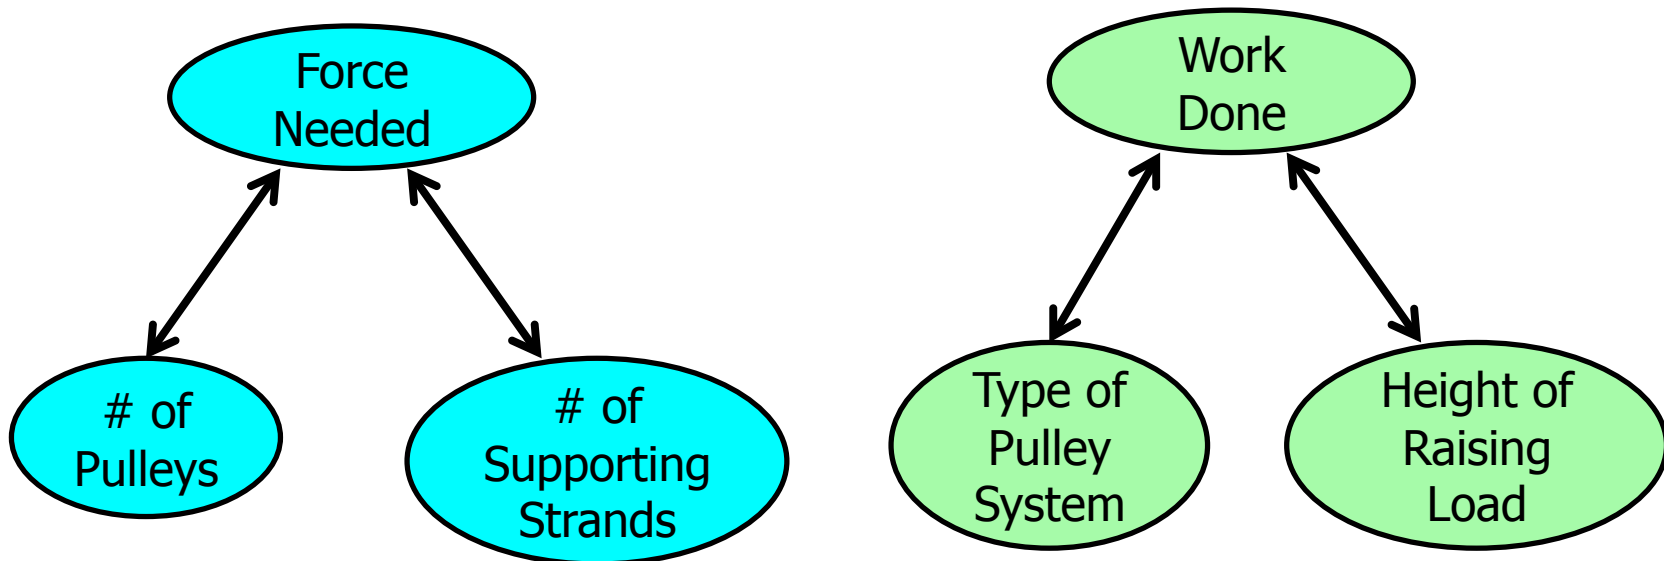 Force
Needed
# of
Pulleys
# of
Supporting
Strands
Work
Done
Type of
Pulley
System
Height of
Raising
Load